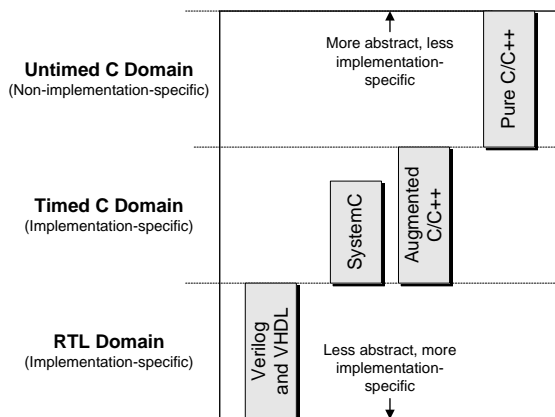 Untimed C Domain
(Non-implementation-specific)
More abstract, less
implementation-
specific
Pure C/C++
Timed C Domain
(Implementation-specific)
SystemC
Augmented
C/C++
RTL Domain
(Implementation-specific)
Verilog
and VHDL
Less abstract, more
implementation-
specific